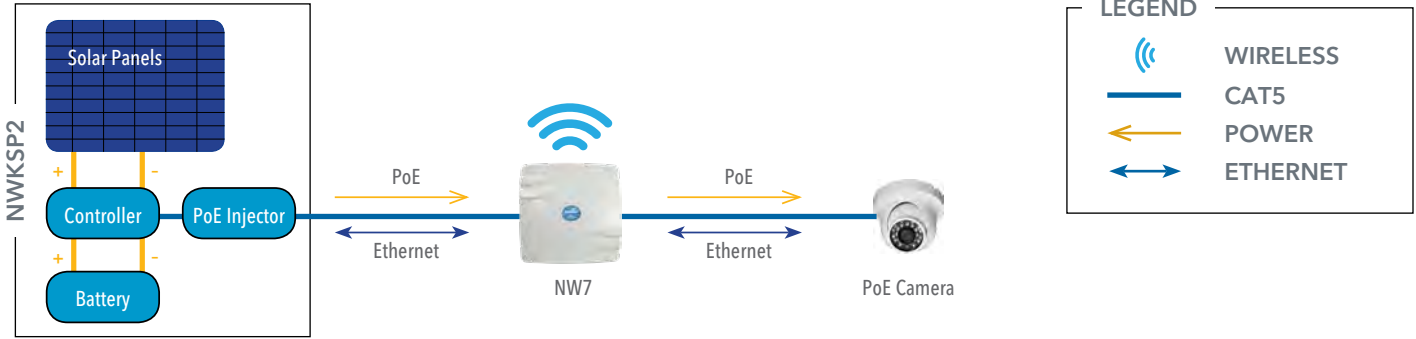 NWKSP2
Solar Panels
+ -
Controller
PoE Injector
+ -
Battery
PoE
Ethernet
NW7
PoE
Ethernet
PoE Camera
LEGEND
WIRELESS
CAT5
POWER
ETHERNET